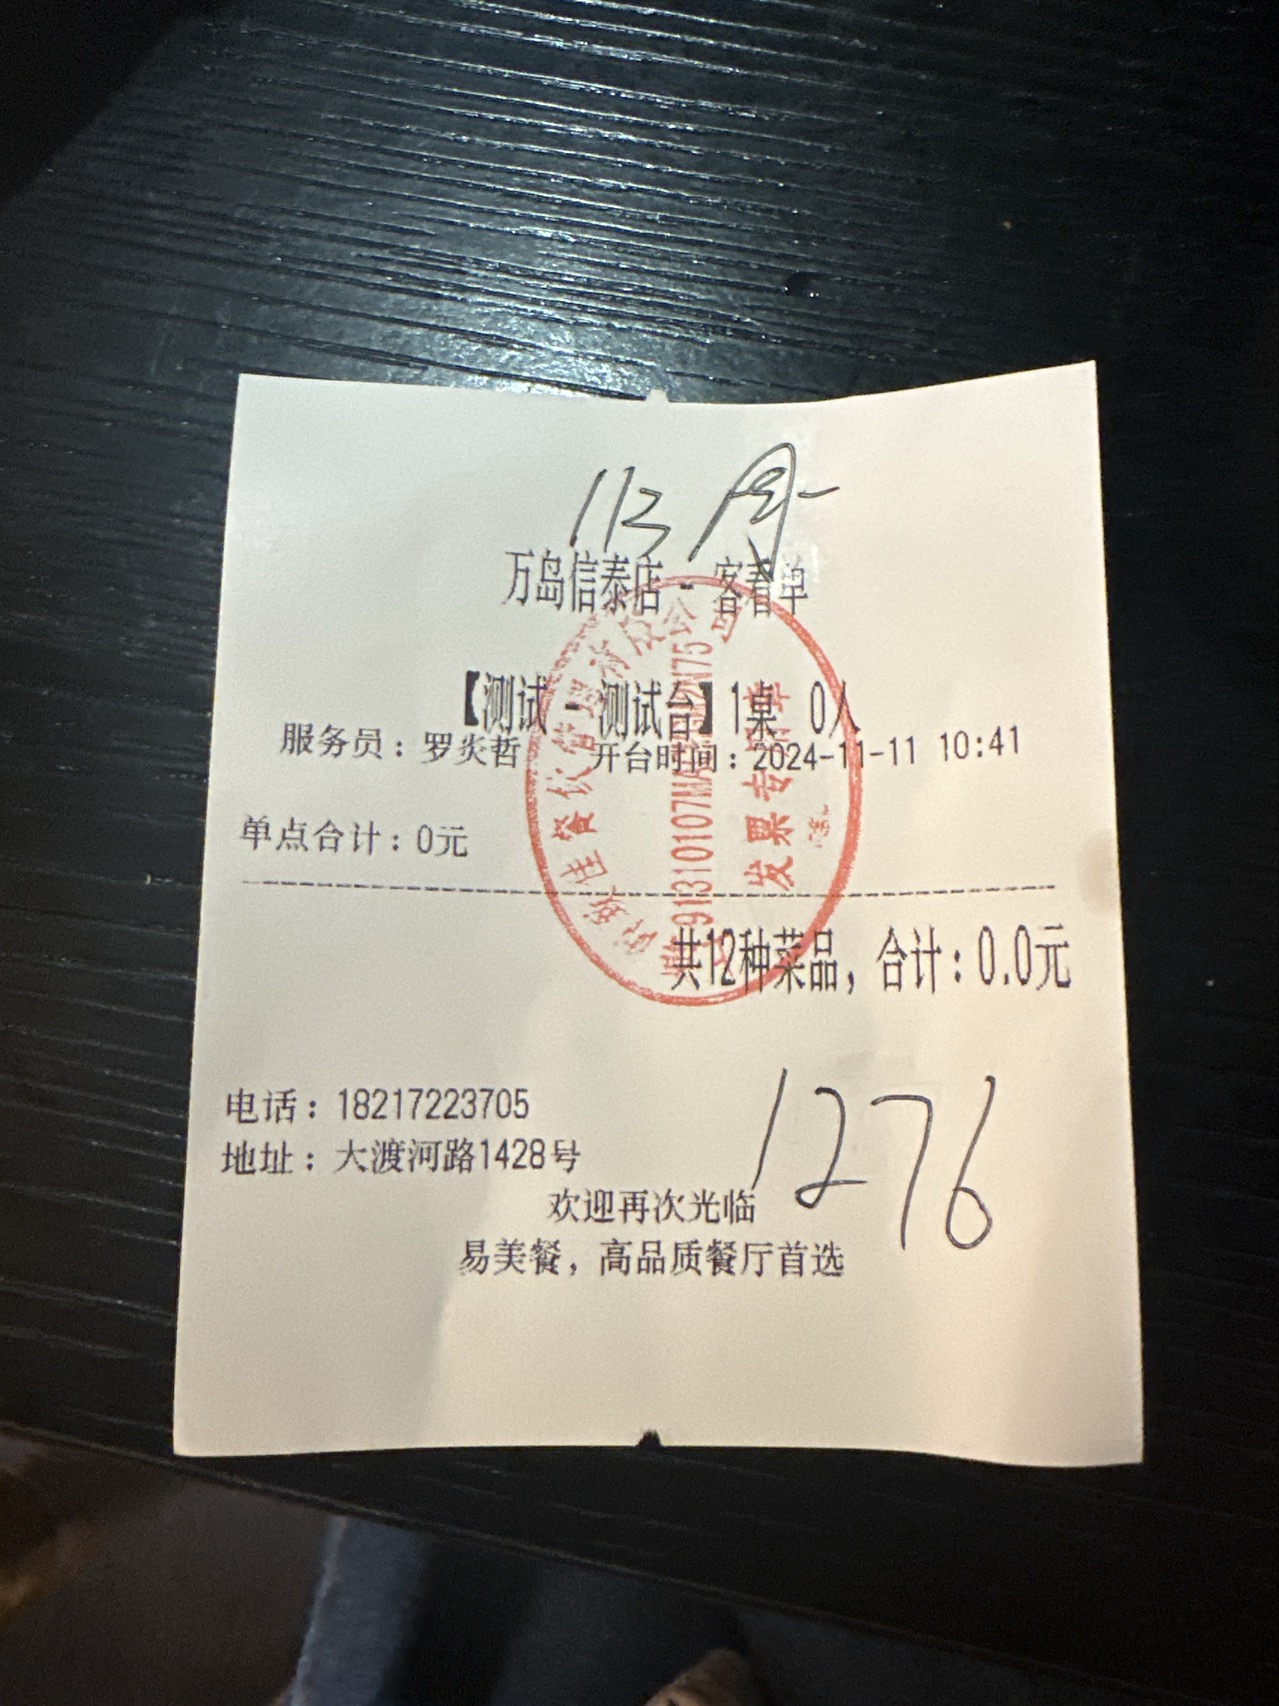 113
万岛信泰店 - 客看单
【测试 - 测试台】1桌 0人
服务员：罗炎哲 开台时间：2024-11-11 10:41
单点合计：0元
共12种菜品，合计：0.0元
发票专用章
电话：18217223705
地址：大渡河路1428号
1276
欢迎再次光临
易美餐，高品质餐厅首选